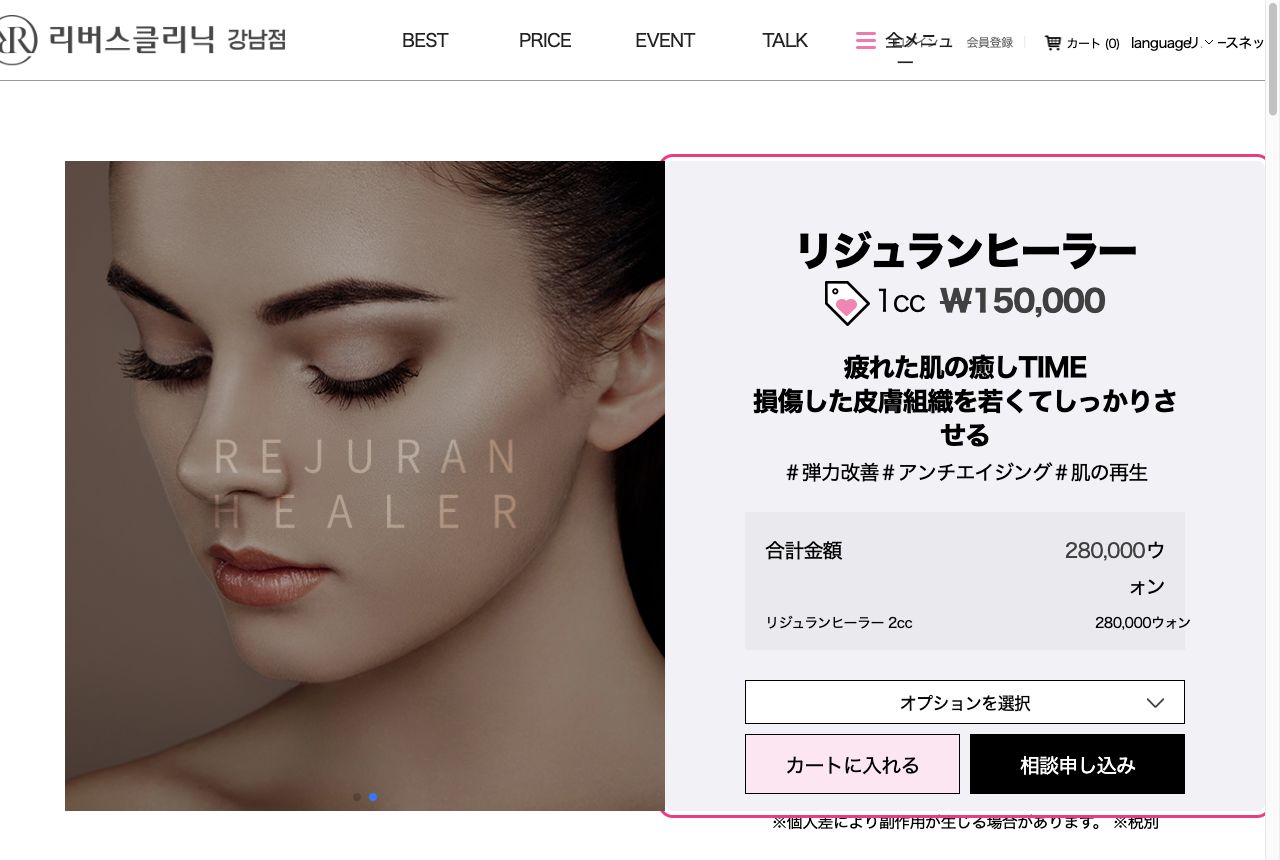 리버스클리닉 강남점
BEST
PRICE
EVENT
TALK
全メニュー
会員登録
カート (0)
language
リジュランヒーラー
1cc ₩150,000
疲れた肌の癒しTIME
損傷した皮膚組織を若くてしっかりさ
せる
＃弾力改善＃アンチエイジング＃肌の再生
REJURAN
HEALER
合計金額
280,000ウ
ォン
リジュランヒーラー 2cc
280,000ウォン
オプションを選択
カートに入れる
相談申し込み
※個人差により副作用が生じる場合があります。 ※税別